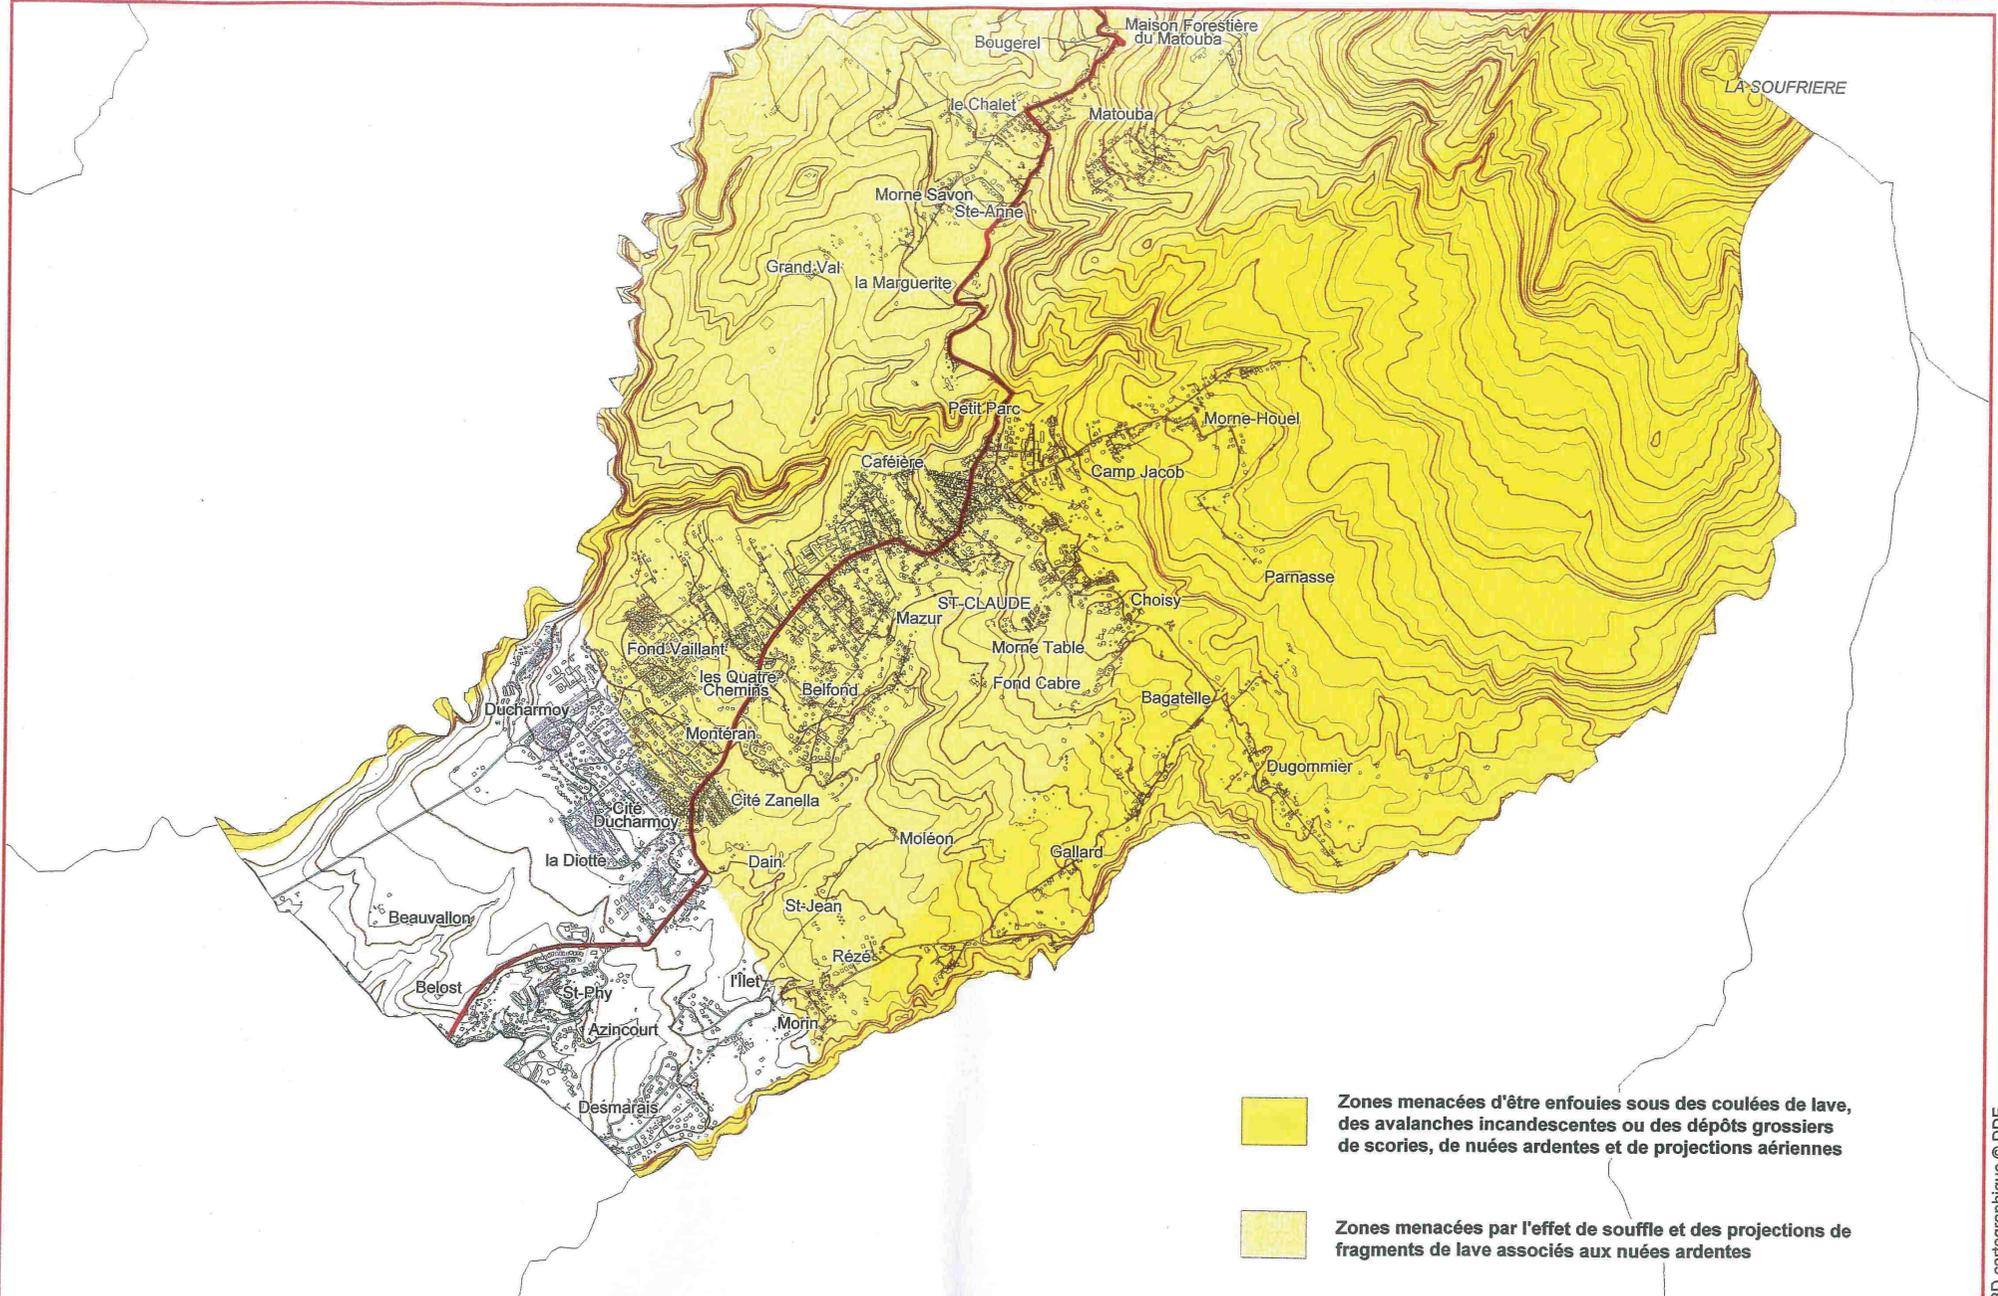 Maison Forestière
du Matouba
Bougerel
LA SOUFRIERE
le Chalet
Matouba
Morne Savon
Ste-Anne
Grand Val
la Marguerite
Petit Parc
Morne-Houel
Caféière
Camp Jacob
Parnasse
ST-CLAUDE
Choisy
Mazur
Fond Vaillant
Morne Table
les Quatre
Chemins
Belfond
Fond Cabre
Bagatelle
Ducharmoy
Montéran
Dugommier
Cité Zanella
Cité
Ducharmoy
Moléon
la Diotte
Dain
Gallard
St-Jean
Beauvallon
Rézé
l'Îlet
Belost
St-Phy
Morin
Azincourt
Desmarais
Zones menacées d'être enfouies sous des coulées de lave,
des avalanches incandescentes ou des dépôts grossiers
de scories, de nuées ardentes et de projections aériennes
Zones menacées par l'effet de souffle et des projections de
fragments de lave associés aux nuées ardentes
BD cartographique ©